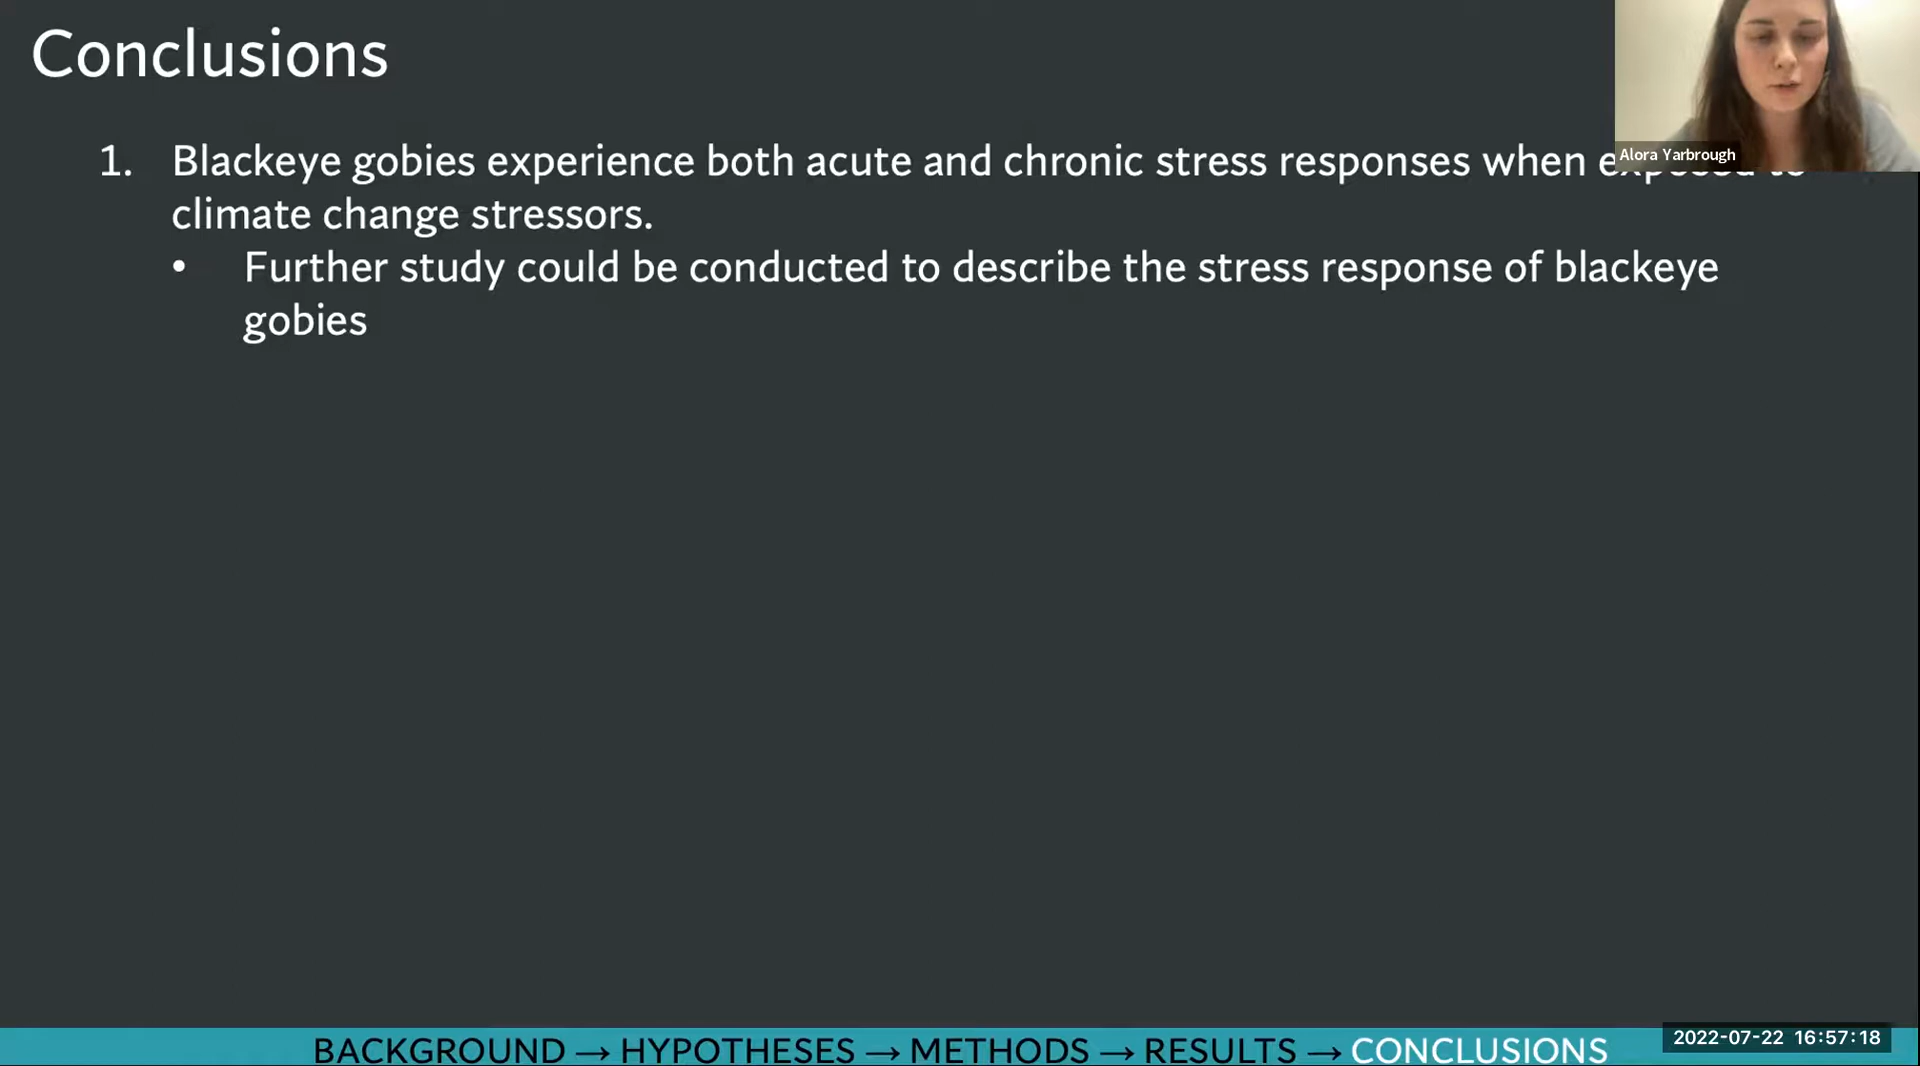 Conclusions
Alora Yarbrough
1. Blackeye gobies experience both acute and chronic stress responses when exposed to
climate change stressors.
• Further study could be conducted to describe the stress response of blackeye
gobies
BACKGROUND → HYPOTHESES → METHODS → RESULTS → CONCLUSIONS
2022-07-22 16:57:18